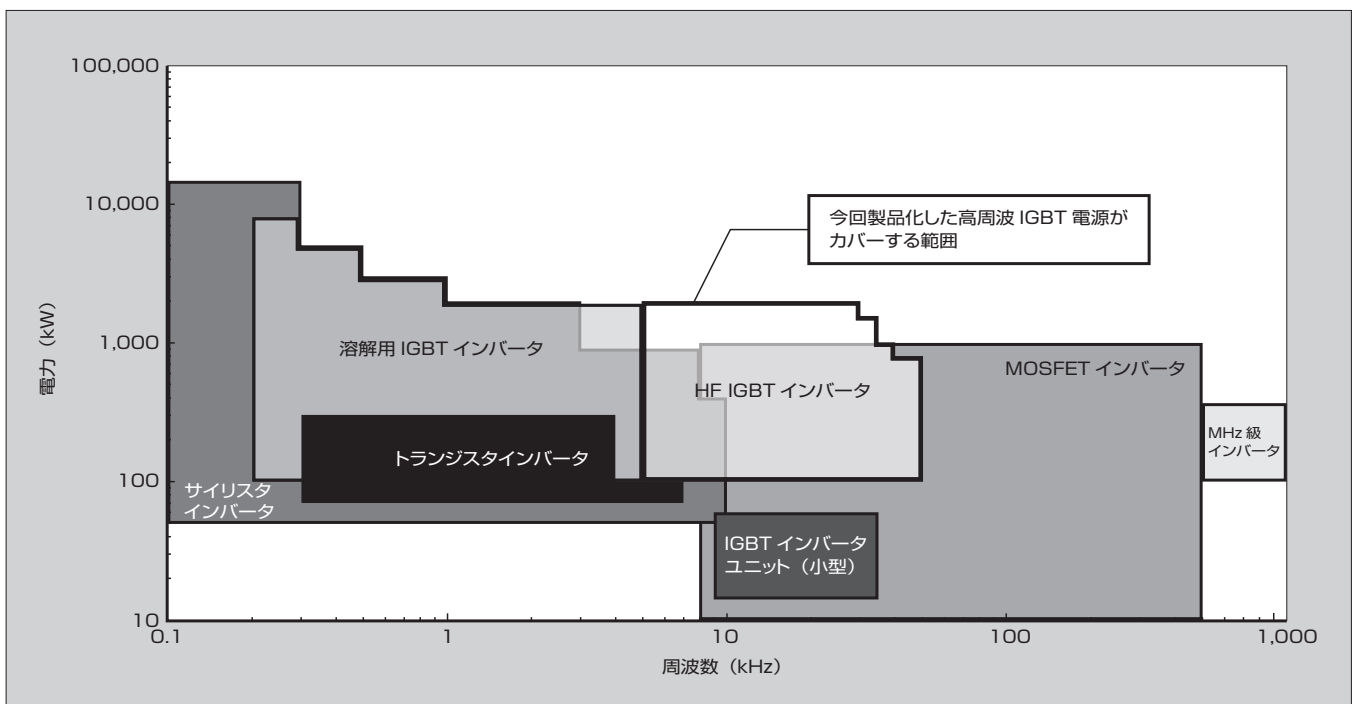 100,000
10,000
1,000
100
10
電力（kW）
0.1
1
10
100
1,000
周波数（kHz）
今回製品化した高周波 IGBT 電源が
カバーする範囲
溶解用 IGBT インバータ
HF IGBT インバータ
MOSFET インバータ
MHz 級
インバータ
トランジスタインバータ
サイリスタ
インバータ
IGBT インバータ
ユニット（小型）